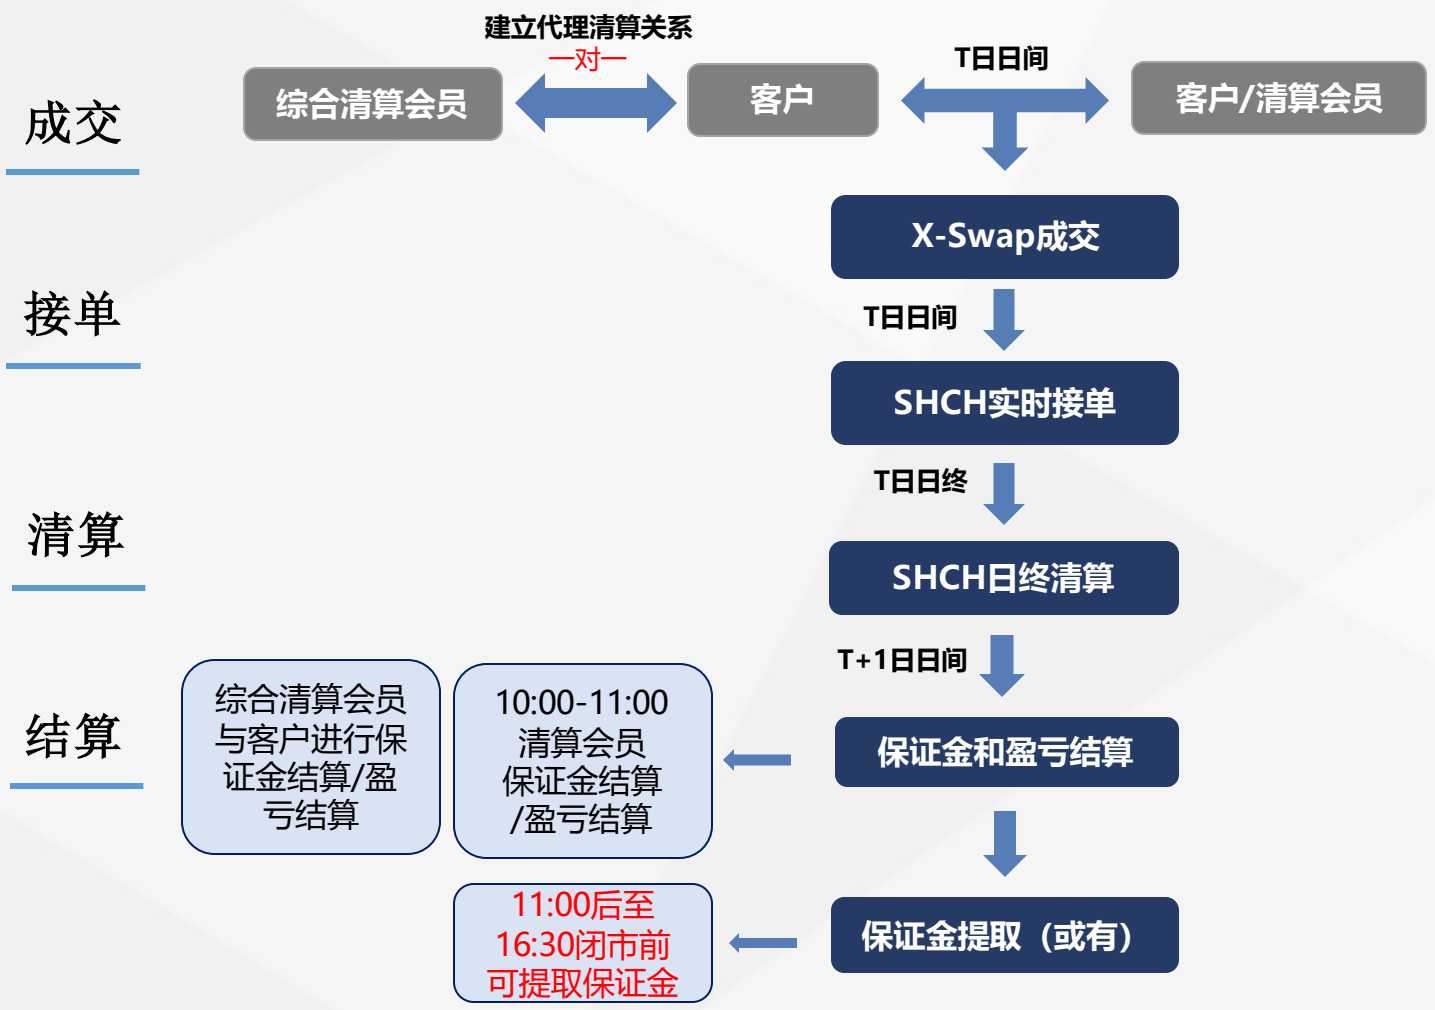 建立代理清算关系
一对一
T日日间
综合清算会员
客户
客户/清算会员
成交
X-Swap成交
接单
T日日间
SHCH实时接单
T日日终
清算
SHCH日终清算
T+1日日间
结算
综合清算会员
与客户进行保
证金结算/盈
亏结算
10:00-11:00
清算会员
保证金结算
/盈亏结算
保证金和盈亏结算
11:00后至
16:30闭市前
可提取保证金
保证金提取（或有）